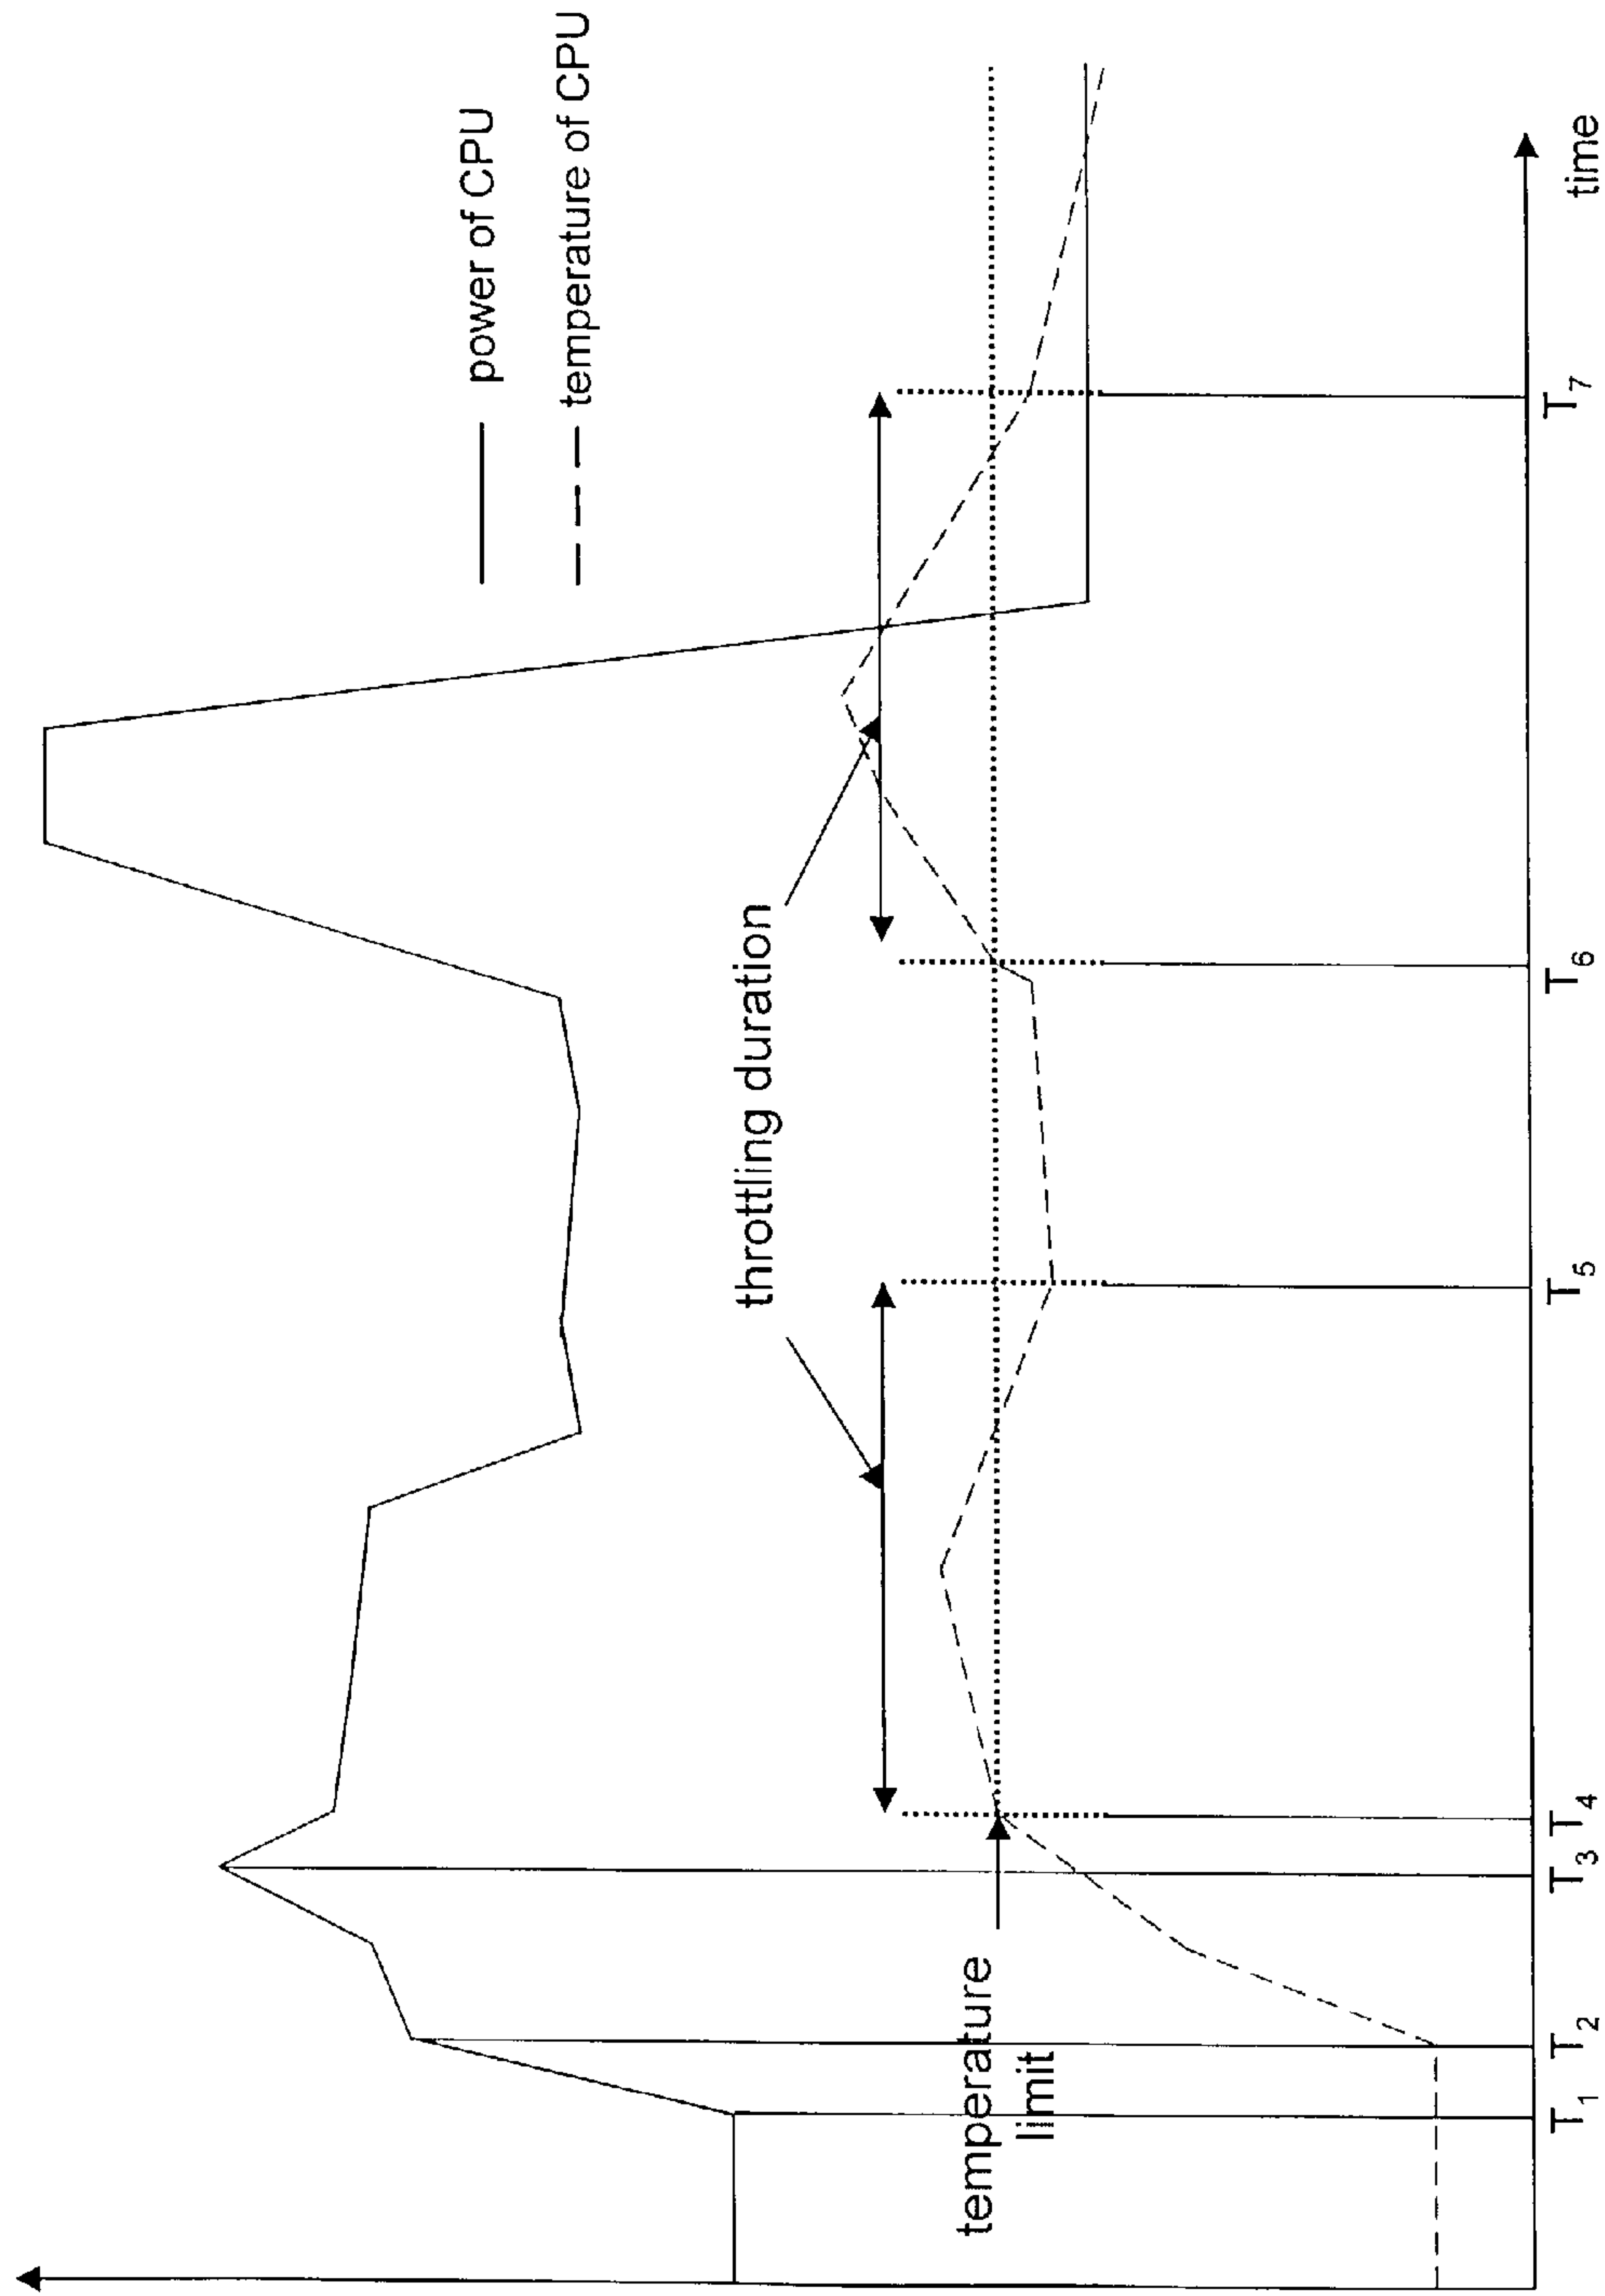 power of CPU
temperature of CPU
throttling duration
temperature
limit
T1
T2
T3
T4
T5
T6
T7
time